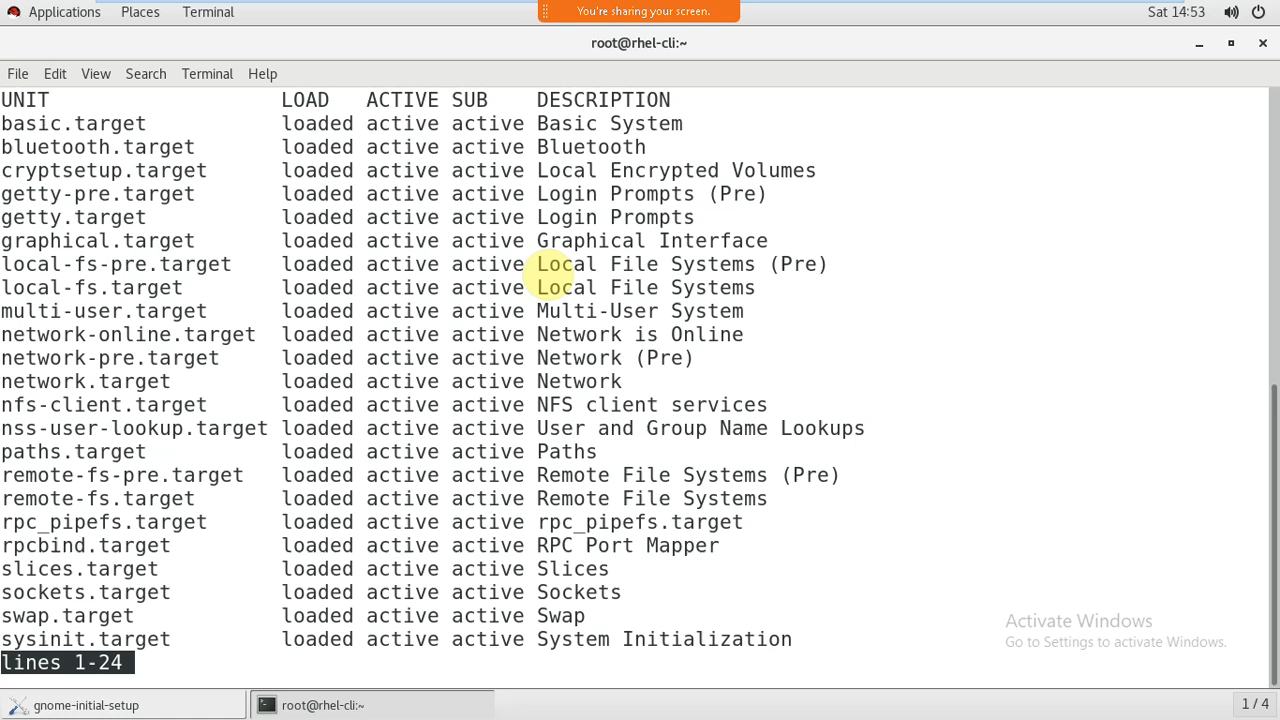 Applications Places Terminal You're sharing your screen. Sat 14:53
root@rhel-cli:~
File Edit View Search Terminal Help
UNIT LOAD ACTIVE SUB DESCRIPTION
basic.target loaded active active Basic System
bluetooth.target loaded active active Bluetooth
cryptsetup.target loaded active active Local Encrypted Volumes
getty-pre.target loaded active active Login Prompts (Pre)
getty.target loaded active active Login Prompts
graphical.target loaded active active Graphical Interface
local-fs-pre.target loaded active active Local File Systems (Pre)
local-fs.target loaded active active Local File Systems
multi-user.target loaded active active Multi-User System
network-online.target loaded active active Network is Online
network-pre.target loaded active active Network (Pre)
network.target loaded active active Network
nfs-client.target loaded active active NFS client services
nss-user-lookup.target loaded active active User and Group Name Lookups
paths.target loaded active active Paths
remote-fs-pre.target loaded active active Remote File Systems (Pre)
remote-fs.target loaded active active Remote File Systems
rpc_pipefs.target loaded active active rpc_pipefs.target
rpcbind.target loaded active active RPC Port Mapper
slices.target loaded active active Slices
sockets.target loaded active active Sockets
swap.target loaded active active Swap
sysinit.target loaded active active System Initialization
lines 1-24
Activate Windows
Go to Settings to activate Windows.
gnome-initial-setup root@rhel-cli:~ 1 / 4